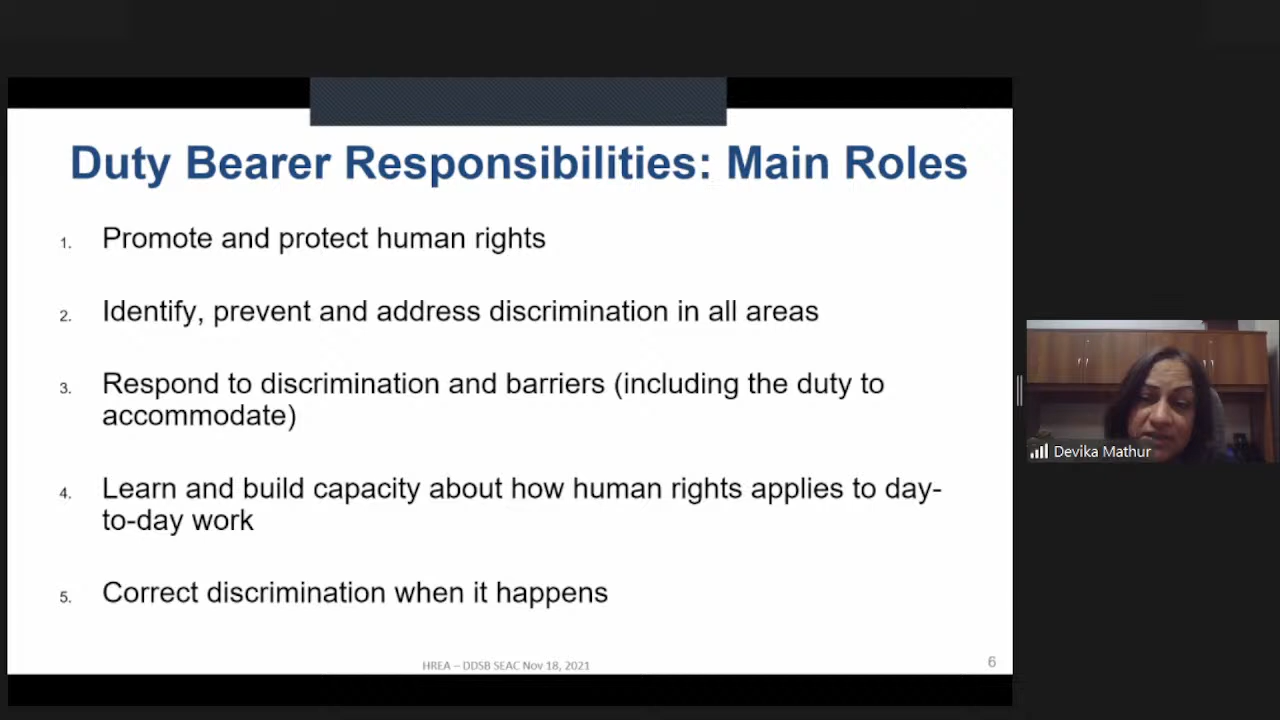 Duty Bearer Responsibilities: Main Roles
1. Promote and protect human rights
2. Identify, prevent and address discrimination in all areas
3. Respond to discrimination and barriers (including the duty to
accommodate)
4. Learn and build capacity about how human rights applies to day-
to-day work
5. Correct discrimination when it happens
HREA – DDSB SEAC Nov 18, 2021
6
Devika Mathur